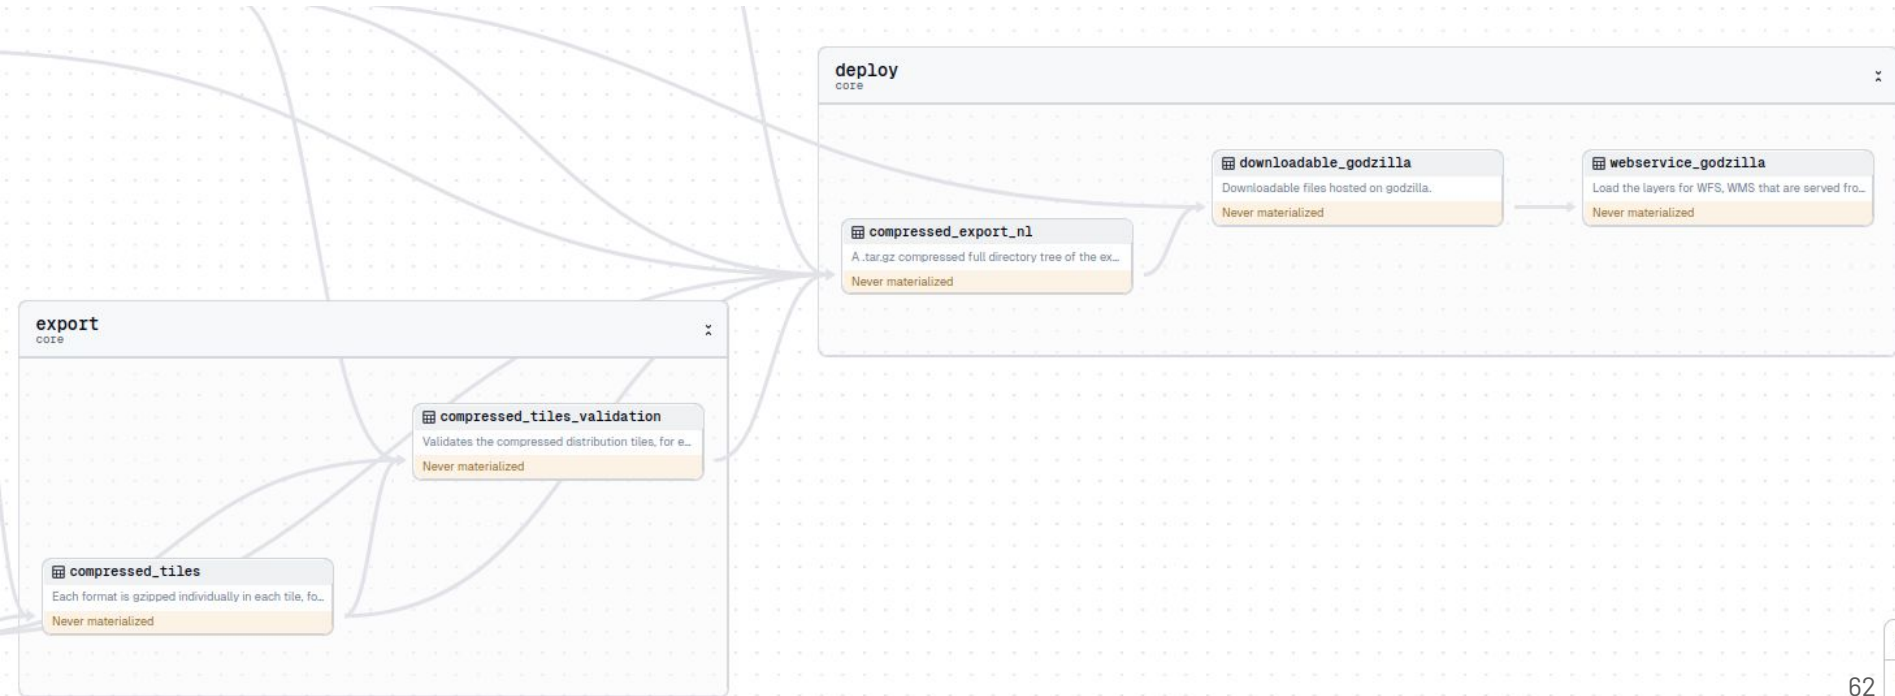 deploy
core
downloadable_godzilla
Downloadable files hosted on godzilla.
Never materialized
webservice_godzilla
Load the layers for WFS, WMS that are served fro...
Never materialized
compressed_export_nl
A .tar.gz compressed full directory tree of the ex...
Never materialized
export
core
compressed_tiles_validation
Validates the compressed distribution tiles, for e...
Never materialized
compressed_tiles
Each format is gzipped individually in each tile, fo...
Never materialized
62